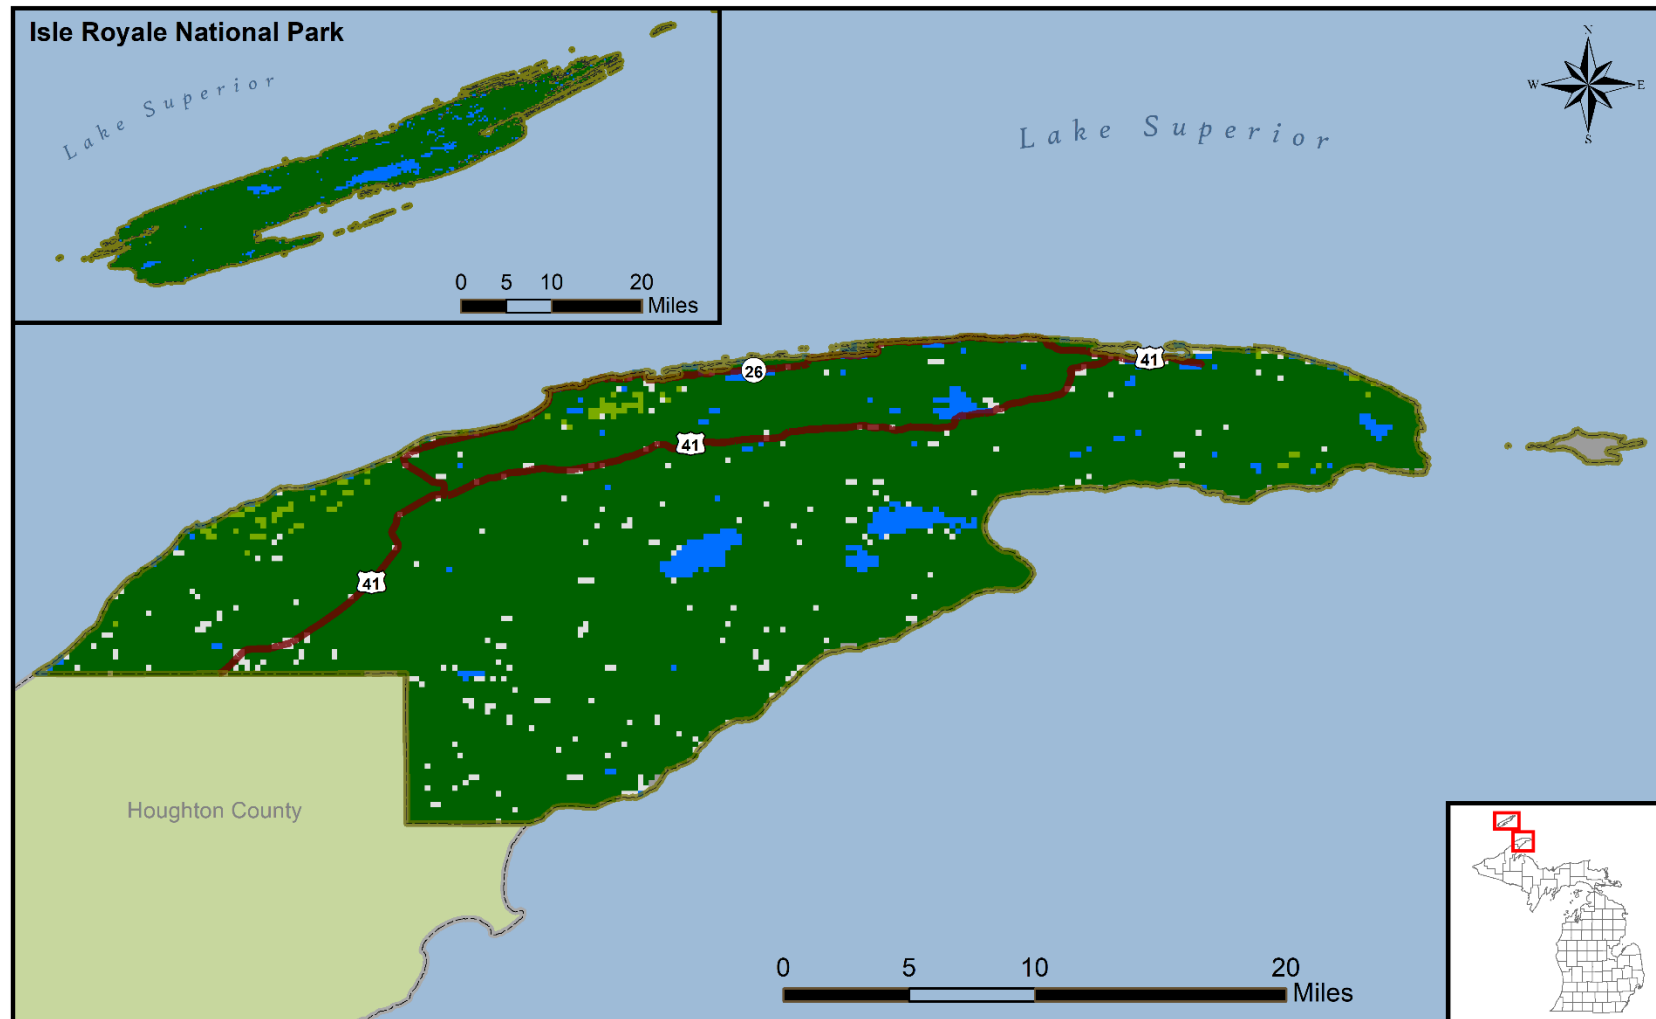 Isle Royale National Park
Lake Superior
0 5 10 20
Miles
Lake Superior
N
W E
S
26
41
41
41
Houghton County
0 5 10 20
Miles